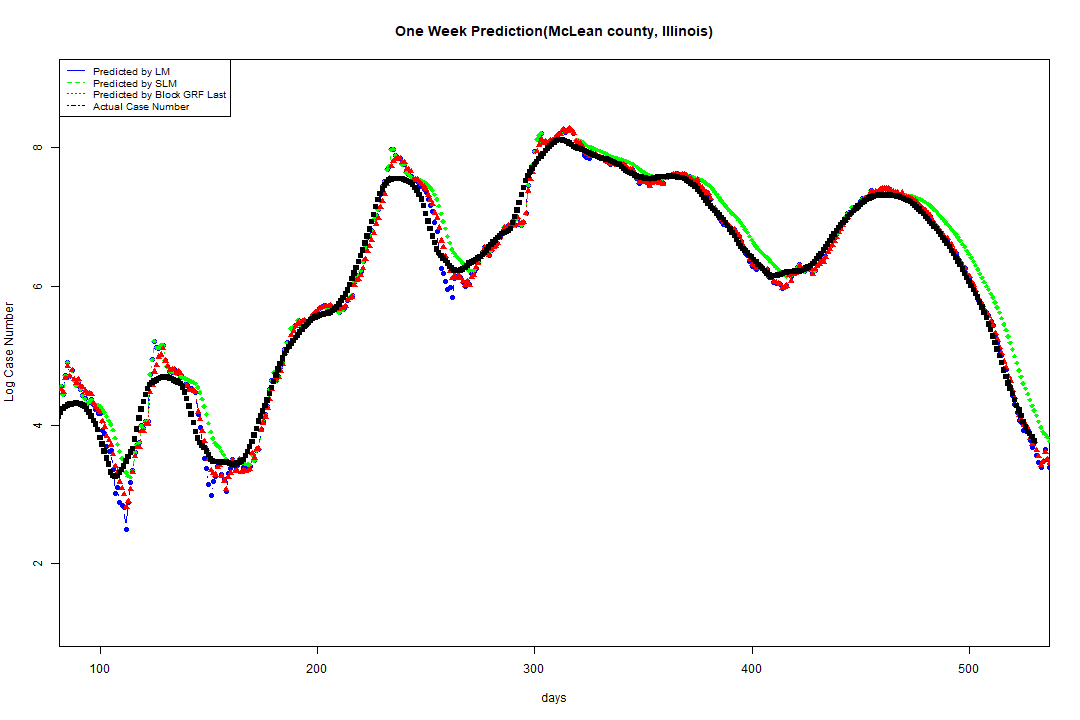 One Week Prediction(McLean county, Illinois)
Predicted by LM
Predicted by SLM
Predicted by Block GRF Last
Actual Case Number
8
6
4
2
Log Case Number
100 200 300 400 500
days